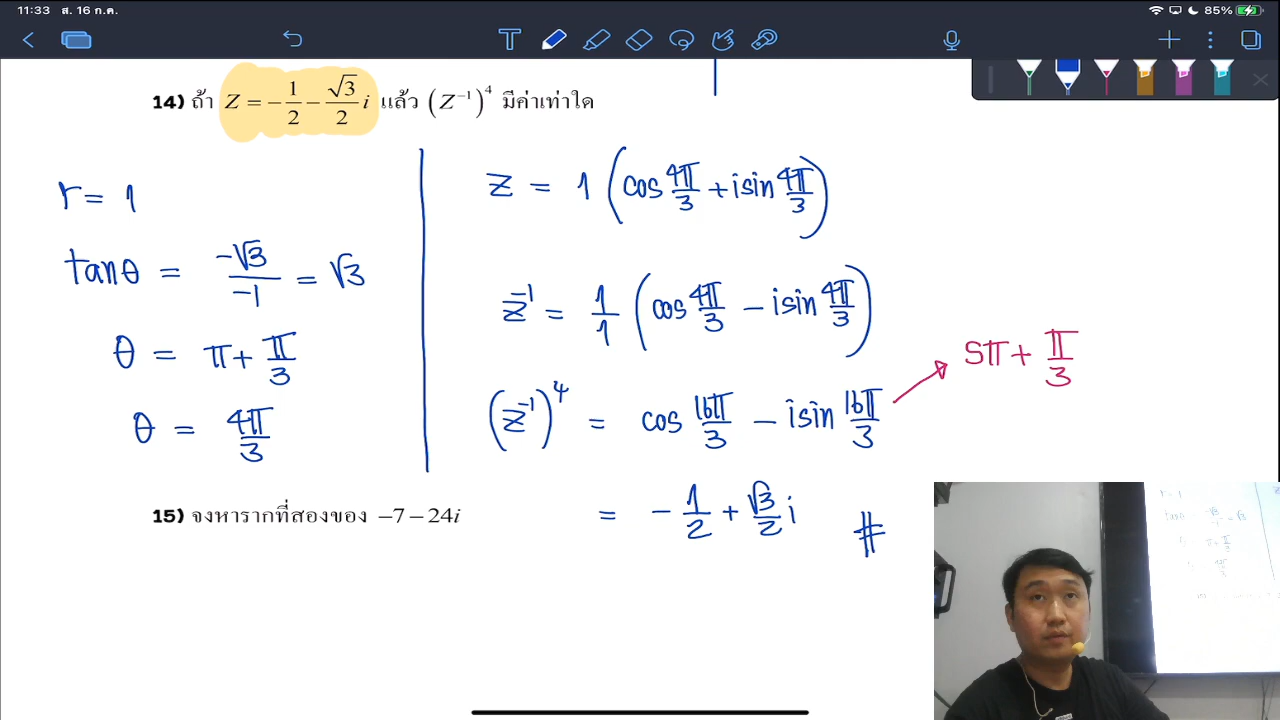 11:33 ส. 16 ก.ค. 85%
14) ถ้า Z = -1/2 - √3/2 i แล้ว (Z⁻¹)⁴ มีค่าเท่าใด
r = 1
tanθ = -√3/-1 = √3
θ = π + π/3
θ = 4π/3
z = 1 (cos 4π/3 + isin 4π/3)
z⁻¹ = 1/1 (cos 4π/3 - isin 4π/3)
(z⁻¹)⁴ = cos 16π/3 - isin 16π/3
5π + π/3
= -1/2 + √3/2 i #
15) จงหารากที่สองของ -7-24i